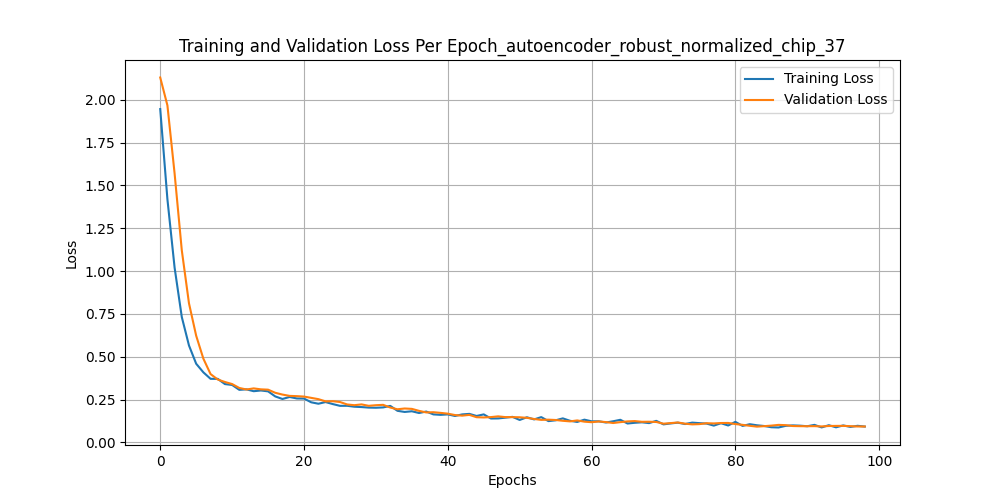 Training and Validation Loss Per Epoch_autoencoder_robust_normalized_chip_37
Training Loss
Validation Loss
2.00
1.75
1.50
1.25
1.00
0.75
0.50
0.25
0.00
Loss
0 20 40 60 80 100
Epochs